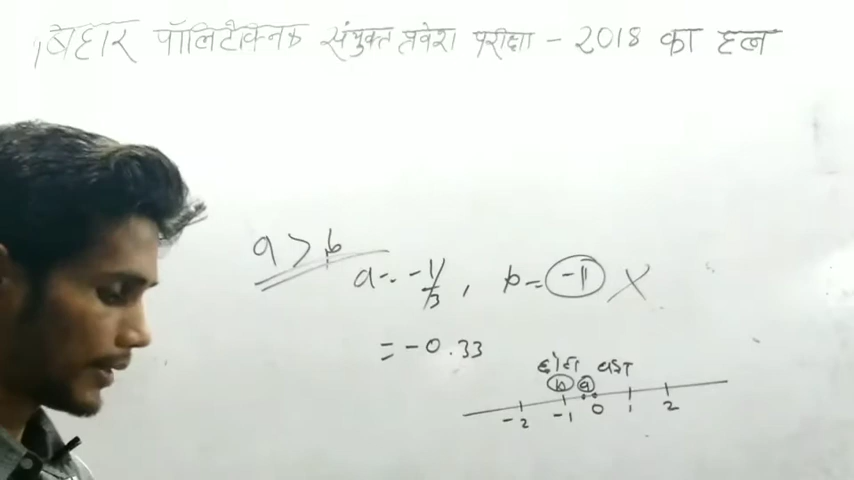 बिहार पॉलिटेक्निक संयुक्त प्रवेश परीक्षा - 2018 का हल
a > b
a = -1/3 , b = -1 ×
= -0.33
छोटा बड़ा
b a
-2 -1 0 1 2